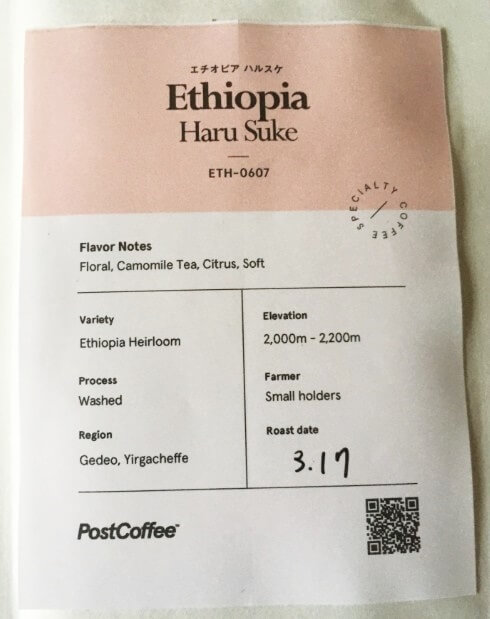 エチオピア ハルスケ
Ethiopia
Haru Suke
ETH-0607
SPECIALTY COFFEE
Flavor Notes
Floral, Camomile Tea, Citrus, Soft
Variety
Ethiopia Heirloom
Elevation
2,000m - 2,200m
Process
Washed
Farmer
Small holders
Region
Gedeo, Yirgacheffe
Roast date
3.17
PostCoffee™